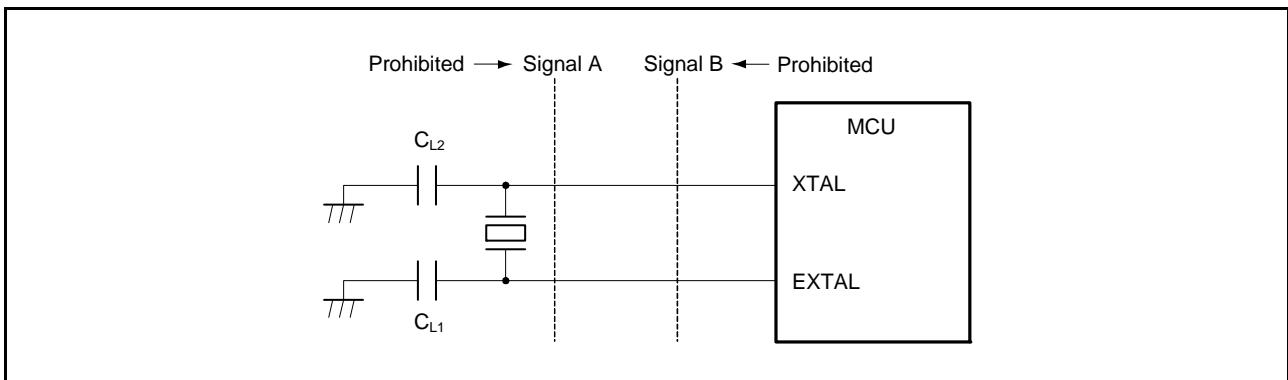 Prohibited → Signal A Signal B ← Prohibited
MCU
CL2
XTAL
EXTAL
CL1